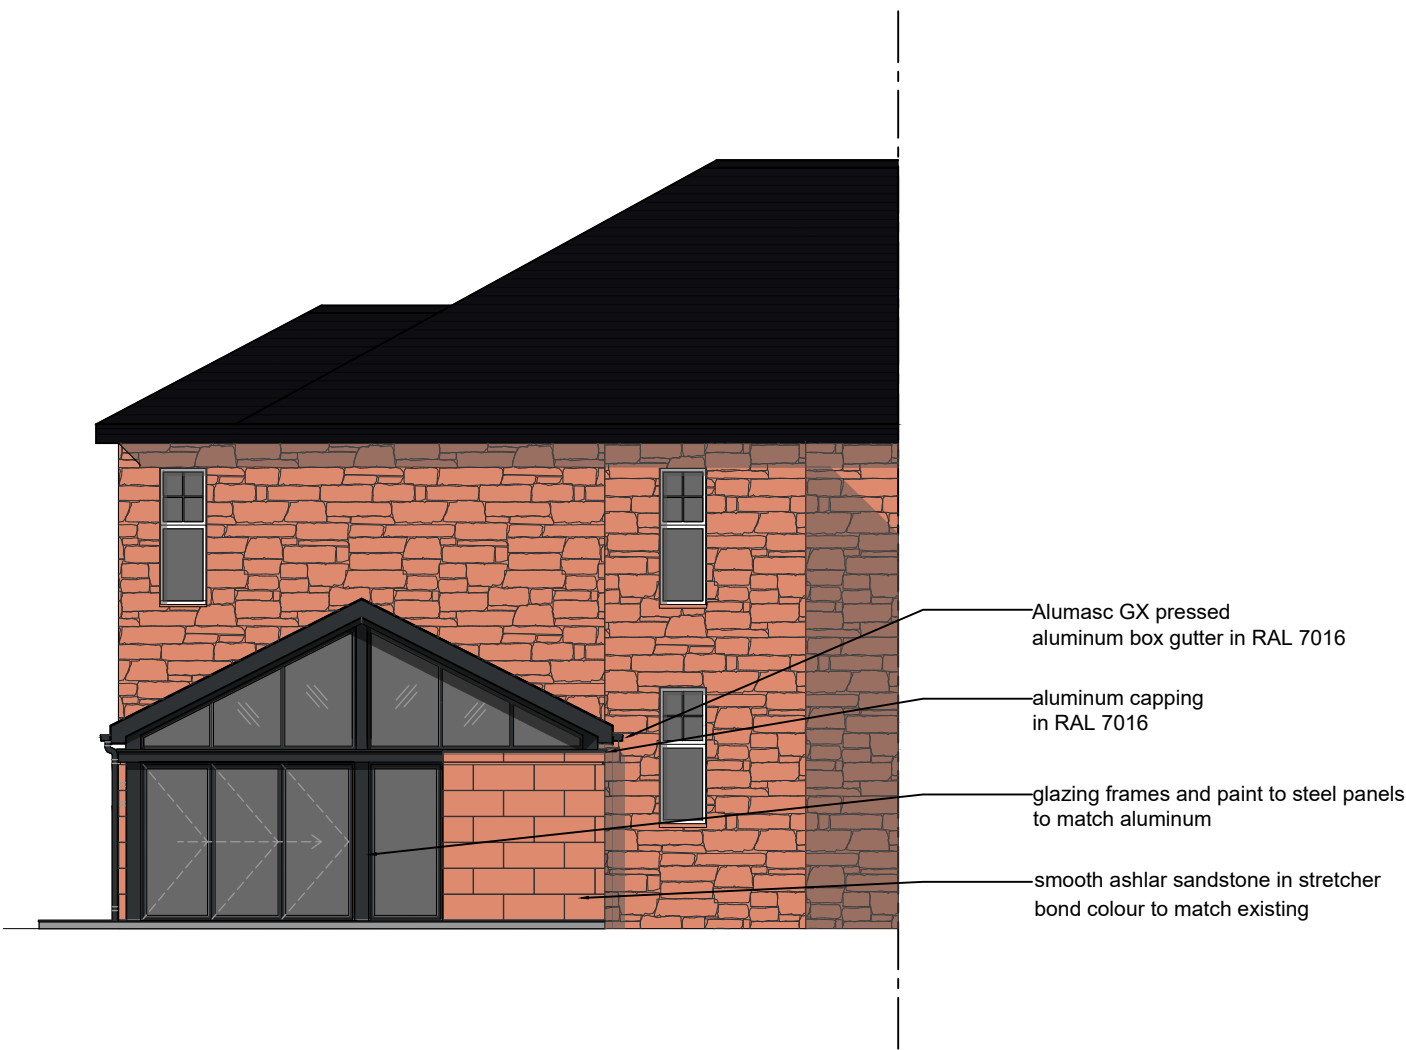 Alumasc GX pressed
aluminum box gutter in RAL 7016
aluminum capping
in RAL 7016
glazing frames and paint to steel panels
to match aluminum
smooth ashlar sandstone in stretcher
bond colour to match existing